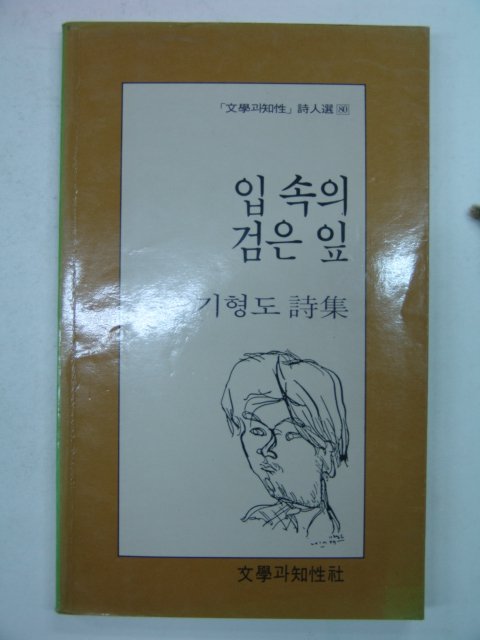 「文學과知性」詩人選 80
입 속의
검은 잎
기형도 詩集
文學과知性社